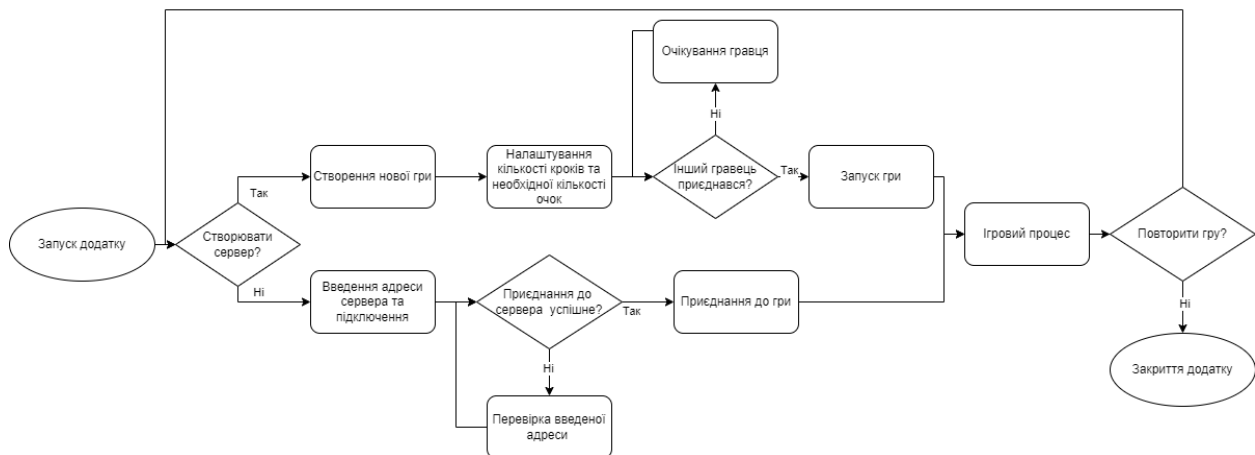 Очікування гравця
Ні
Створення нової гри
Налаштування
кількості кроків та
необхідної кількості
очок
Інший гравець
приєднався?
Так
Запуск гри
Так
Запуск додатку
Створювати
сервер?
Ігровий процес
Повторити гру?
Ні
Введення адреси
сервера та
підключення
Приєднання до
сервера успішне?
Так
Приєднання до гри
Ні
Ні
Закриття додатку
Перевірка введеної
адреси